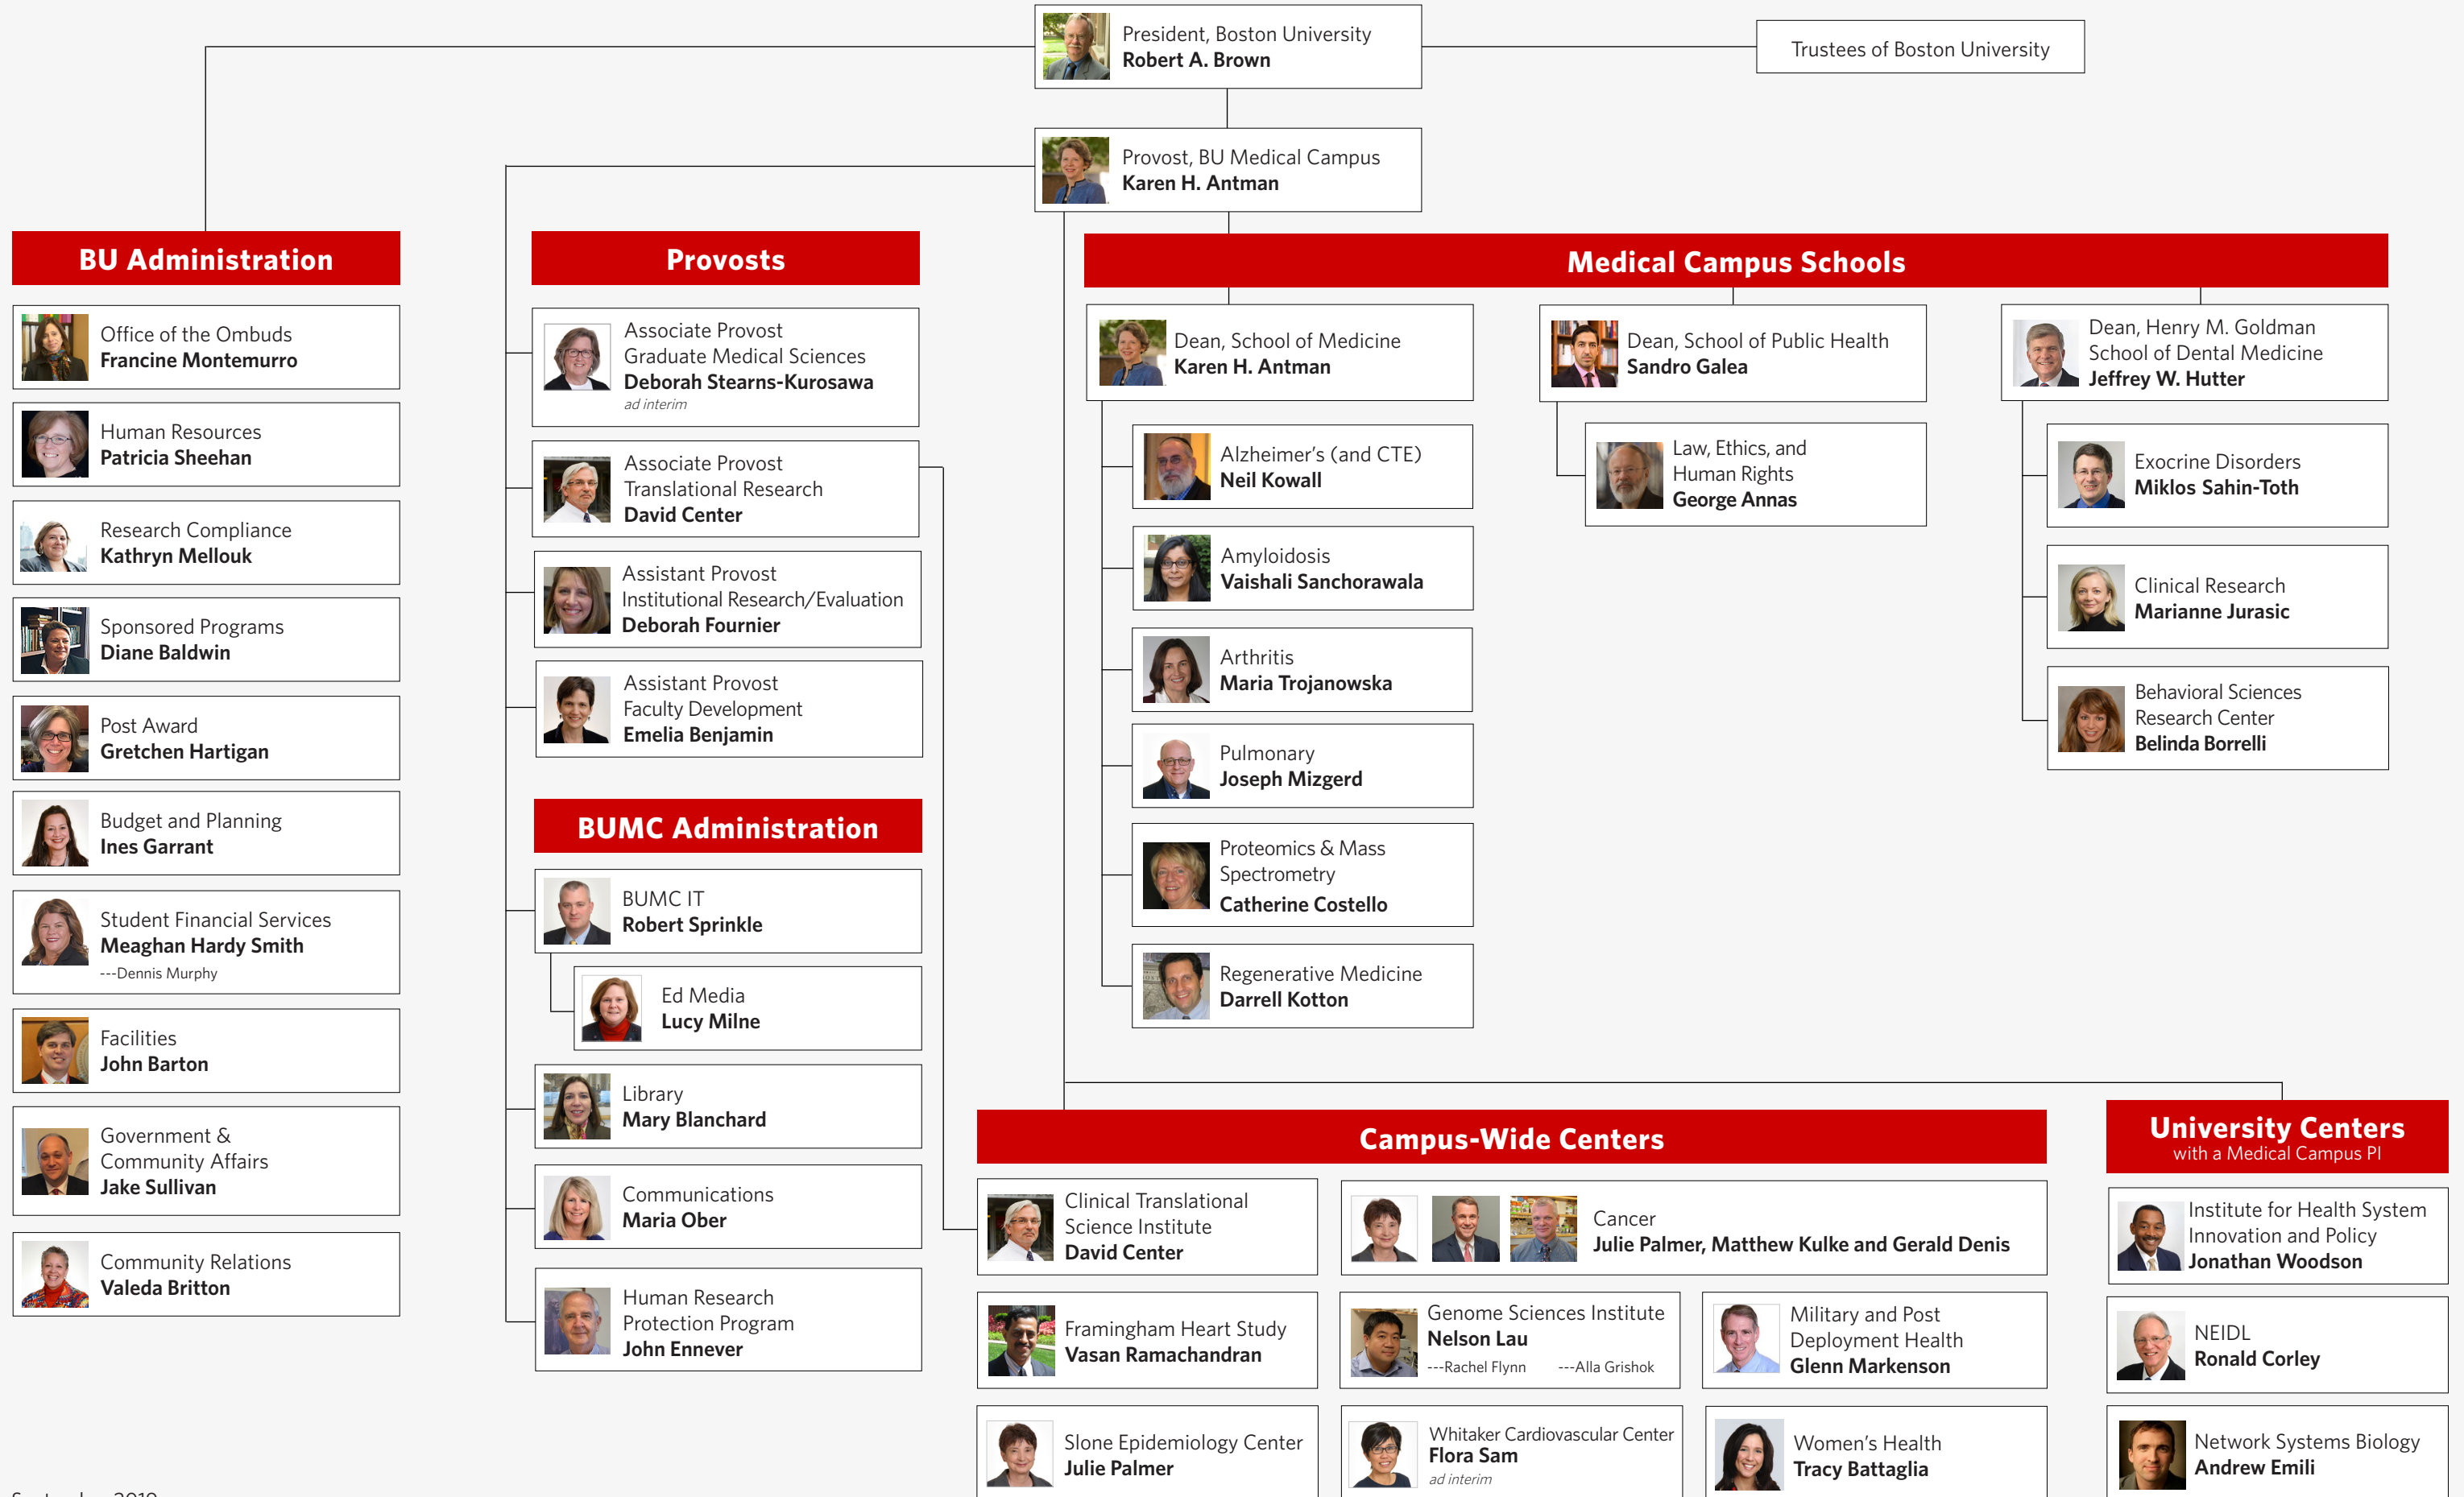 President, Boston University
Robert A. Brown
Trustees of Boston University
Provost, BU Medical Campus
Karen H. Antman
BU Administration
Office of the Ombuds
Francine Montemurro
Human Resources
Patricia Sheehan
Research Compliance
Kathryn Mellouk
Sponsored Programs
Diane Baldwin
Post Award
Gretchen Hartigan
Budget and Planning
Ines Garrant
Student Financial Services
Meaghan Hardy Smith
---Dennis Murphy
Facilities
John Barton
Government &
Community Affairs
Jake Sullivan
Community Relations
Valeda Britton
Provosts
Associate Provost
Graduate Medical Sciences
Deborah Stearns-Kurosawa
ad interim
Associate Provost
Translational Research
David Center
Assistant Provost
Institutional Research/Evaluation
Deborah Fournier
Assistant Provost
Faculty Development
Emelia Benjamin
BUMC Administration
BUMC IT
Robert Sprinkle
Ed Media
Lucy Milne
Library
Mary Blanchard
Communications
Maria Ober
Human Research
Protection Program
John Ennever
Medical Campus Schools
Dean, School of Medicine
Karen H. Antman
Alzheimer's (and CTE)
Neil Kowall
Amyloidosis
Vaishali Sanchorawala
Arthritis
Maria Trojanowska
Pulmonary
Joseph Mizgerd
Proteomics & Mass
Spectrometry
Catherine Costello
Regenerative Medicine
Darrell Kotton
Dean, School of Public Health
Sandro Galea
Law, Ethics, and
Human Rights
George Annas
Dean, Henry M. Goldman
School of Dental Medicine
Jeffrey W. Hutter
Exocrine Disorders
Miklos Sahin-Toth
Clinical Research
Marianne Jurasic
Behavioral Sciences
Research Center
Belinda Borrelli
Campus-Wide Centers
Clinical Translational
Science Institute
David Center
Cancer
Julie Palmer, Matthew Kulke and Gerald Denis
Framingham Heart Study
Vasan Ramachandran
Genome Sciences Institute
Nelson Lau
---Rachel Flynn ---Alla Grishok
Military and Post
Deployment Health
Glenn Markenson
Slone Epidemiology Center
Julie Palmer
Whitaker Cardiovascular Center
Flora Sam
ad interim
Women's Health
Tracy Battaglia
University Centers
with a Medical Campus PI
Institute for Health System
Innovation and Policy
Jonathan Woodson
NEIDL
Ronald Corley
Network Systems Biology
Andrew Emili